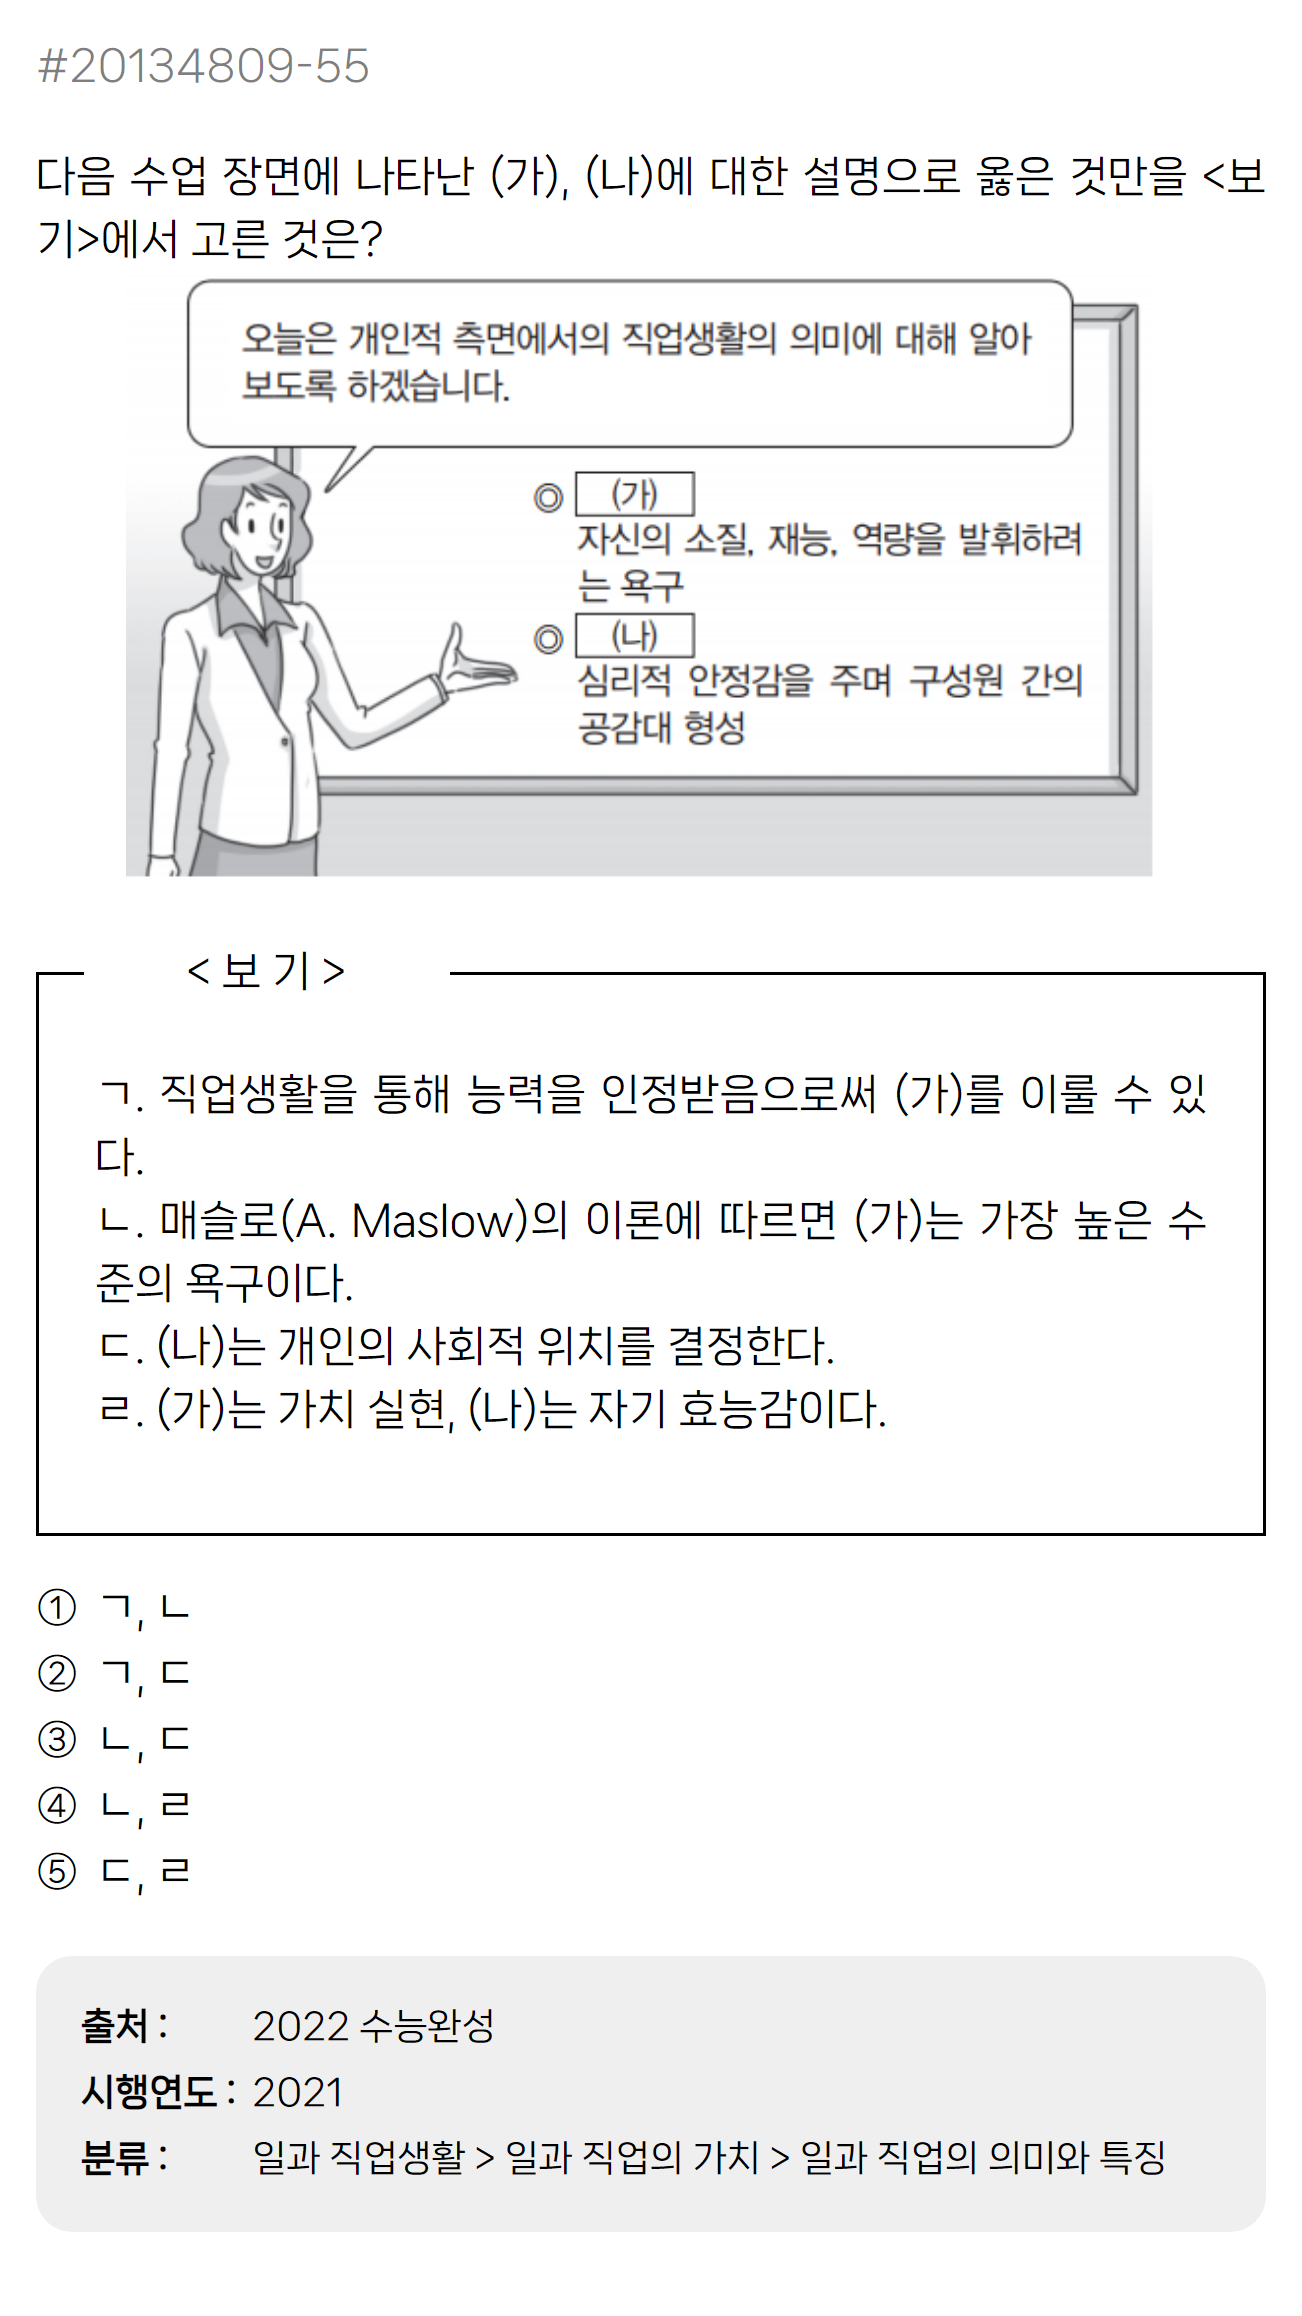 #20134809-55
다음 수업 장면에 나타난 (가), (나)에 대한 설명으로 옳은 것만을 <보
기>에서 고른 것은?
오늘은 개인적 측면에서의 직업생활의 의미에 대해 알아
보도록 하겠습니다.
◎ (가)
자신의 소질, 재능, 역량을 발휘하려
는 욕구
◎ (나)
심리적 안정감을 주며 구성원 간의
공감대 형성
< 보 기 >
ㄱ. 직업생활을 통해 능력을 인정받음으로써 (가)를 이룰 수 있
다.
ㄴ. 매슬로(A. Maslow)의 이론에 따르면 (가)는 가장 높은 수
준의 욕구이다.
ㄷ. (나)는 개인의 사회적 위치를 결정한다.
ㄹ. (가)는 가치 실현, (나)는 자기 효능감이다.
① ㄱ, ㄴ
② ㄱ, ㄷ
③ ㄴ, ㄷ
④ ㄴ, ㄹ
⑤ ㄷ, ㄹ
출처 : 2022 수능완성
시행연도 : 2021
분류 : 일과 직업생활 > 일과 직업의 가치 > 일과 직업의 의미와 특징